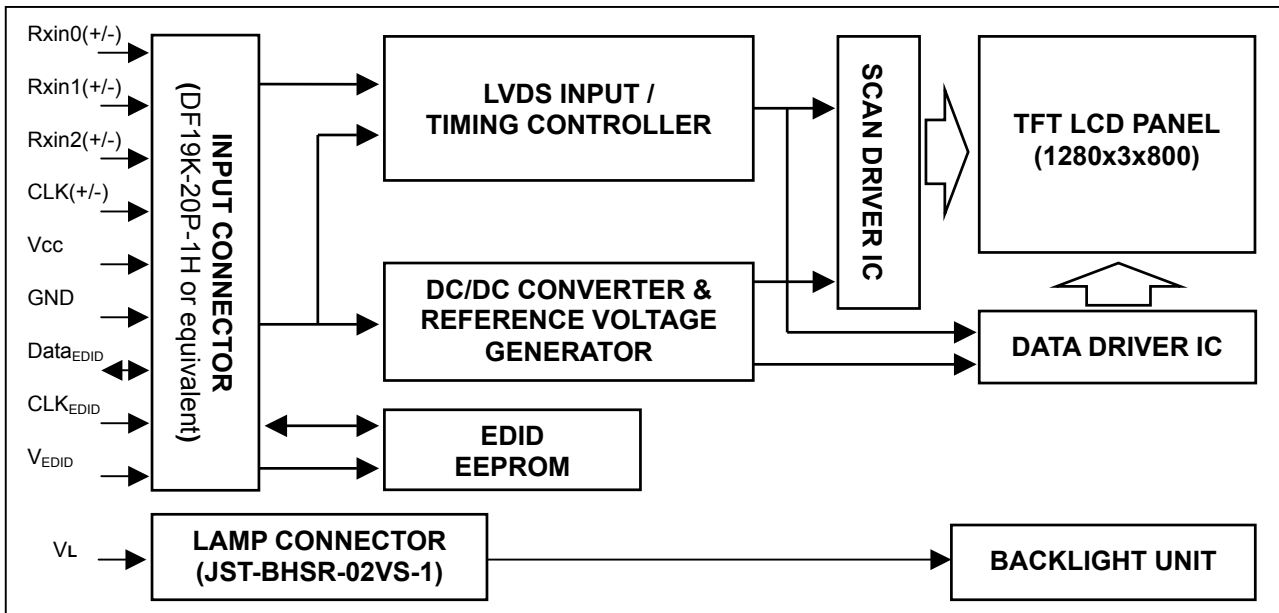 Rxin0(+/-)
Rxin1(+/-)
Rxin2(+/-)
CLK(+/-)
Vcc
GND
DataEDID
CLKEDID
VEDID
VL
INPUT CONNECTOR
(DF19K-20P-1H or equivalent)
LVDS INPUT /
TIMING CONTROLLER
DC/DC CONVERTER &
REFERENCE VOLTAGE
GENERATOR
EDID
EEPROM
LAMP CONNECTOR
(JST-BHSR-02VS-1)
SCAN DRIVER IC
TFT LCD PANEL
(1280x3x800)
DATA DRIVER IC
BACKLIGHT UNIT